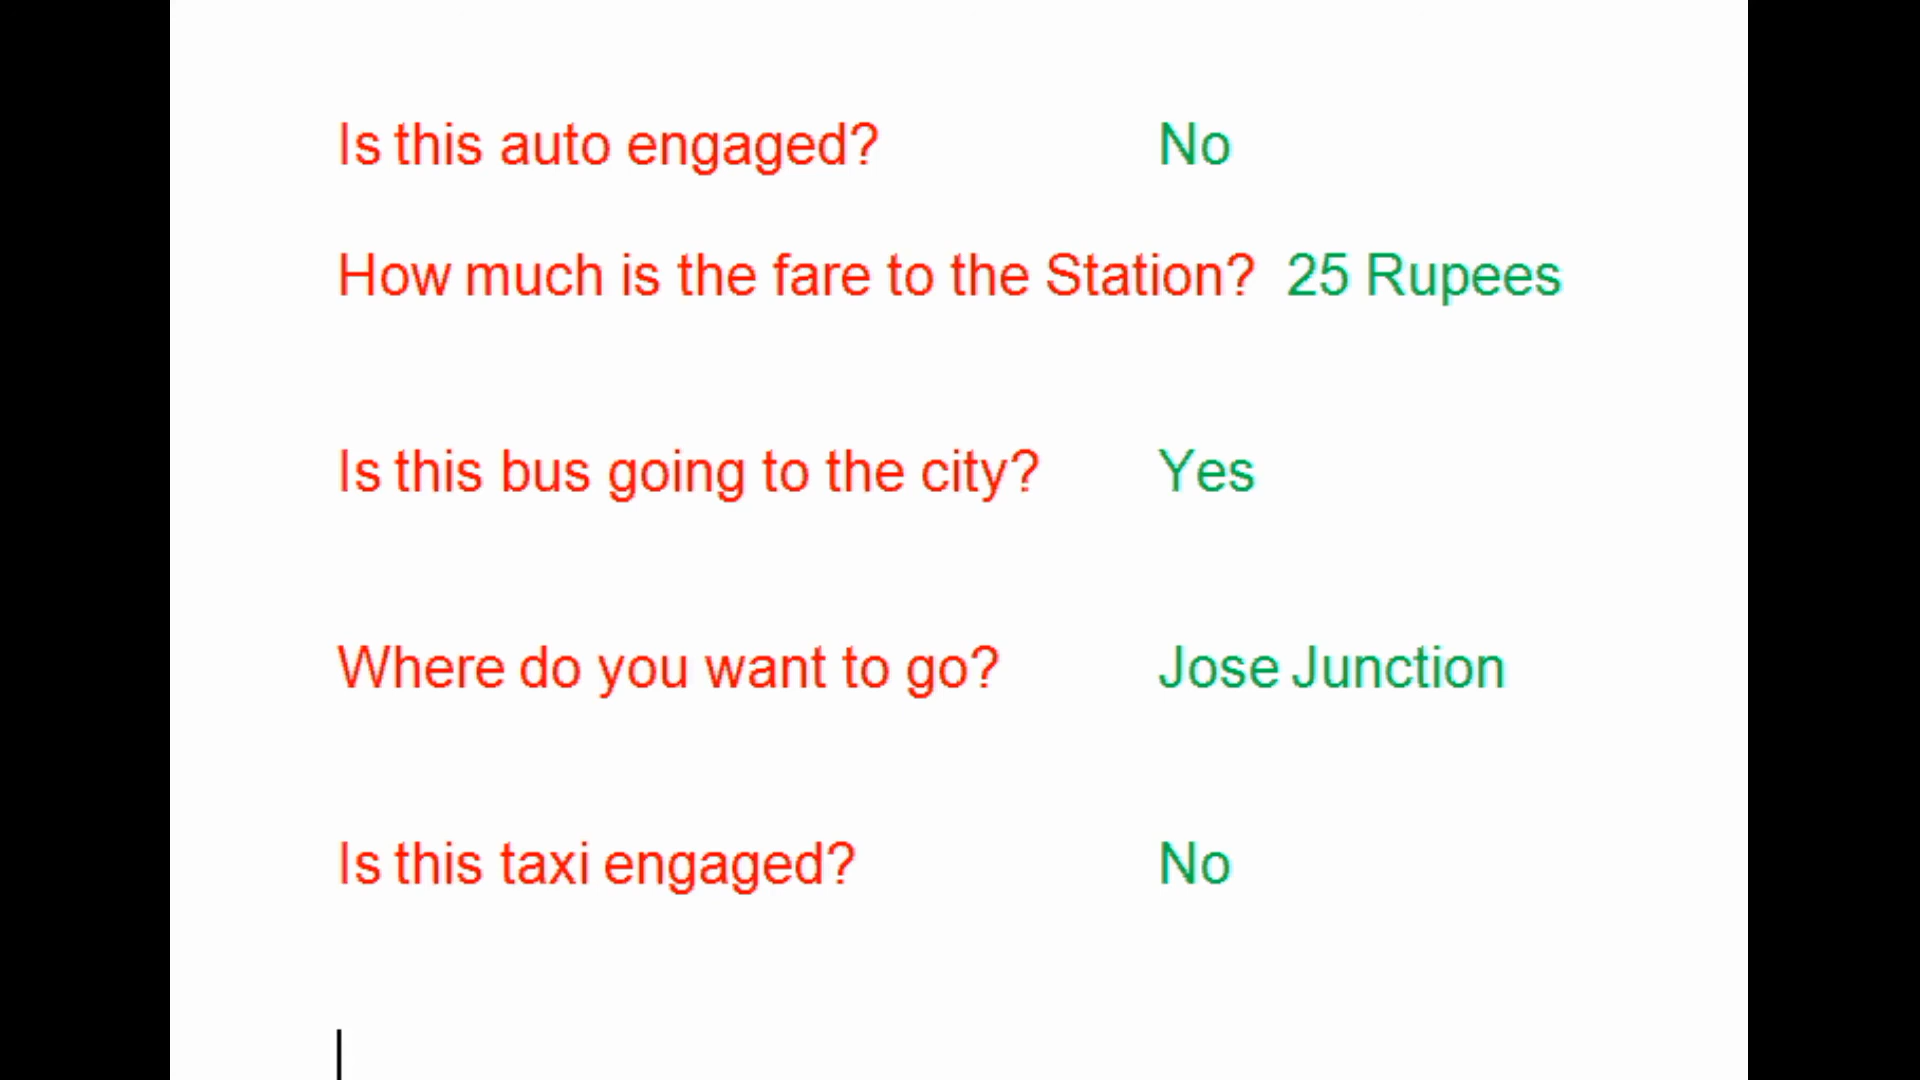 Is this auto engaged? No
How much is the fare to the Station? 25 Rupees
Is this bus going to the city? Yes
Where do you want to go? Jose Junction
Is this taxi engaged? No